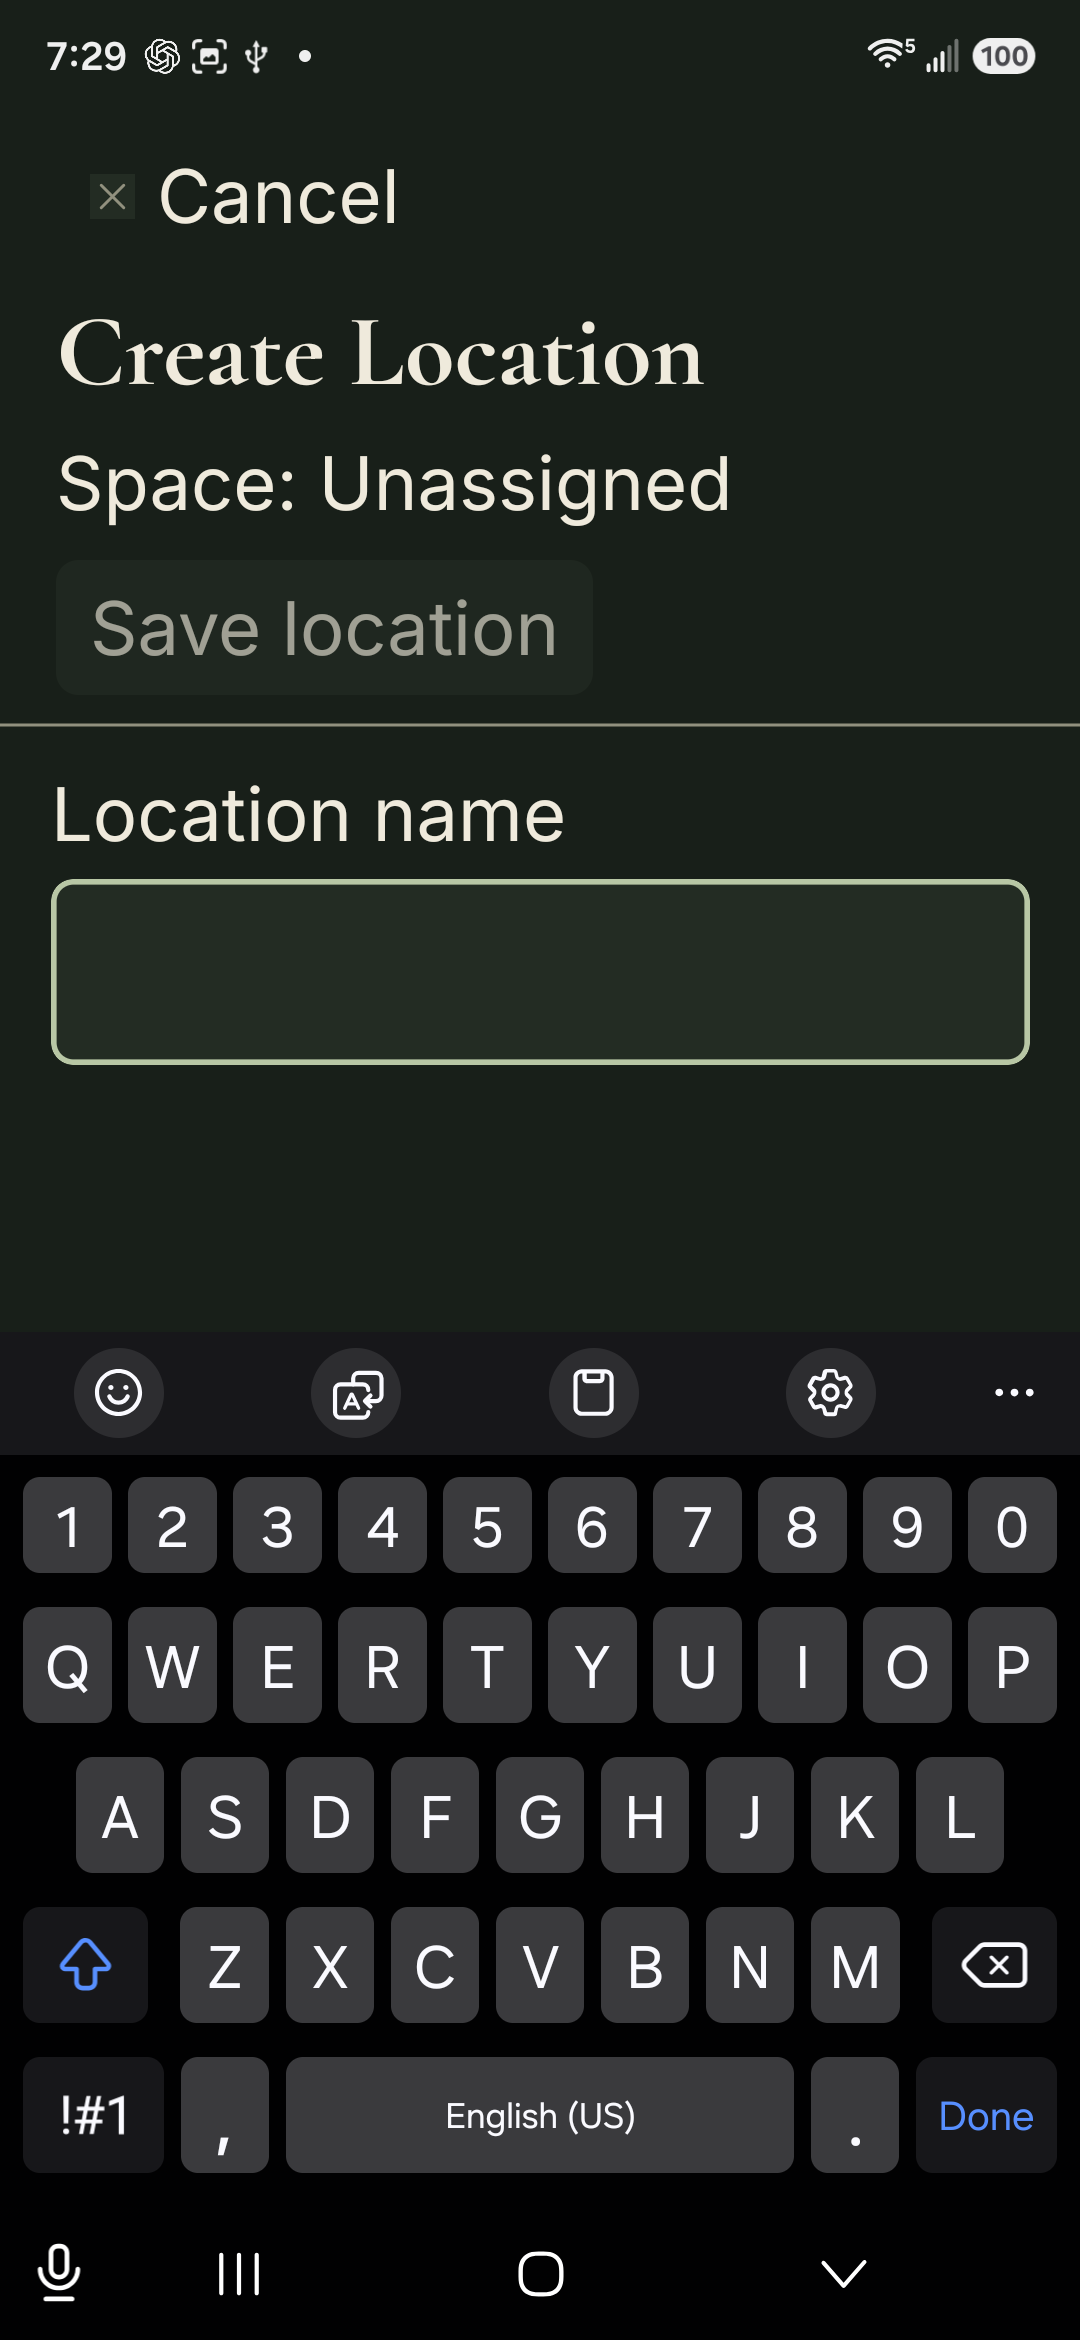 7:29
5
100
Cancel
Create Location
Space: Unassigned
Save location
Location name
1 2 3 4 5 6 7 8 9 0
Q W E R T Y U I O P
A S D F G H J K L
Z X C V B N M
!#1 , English (US) . Done